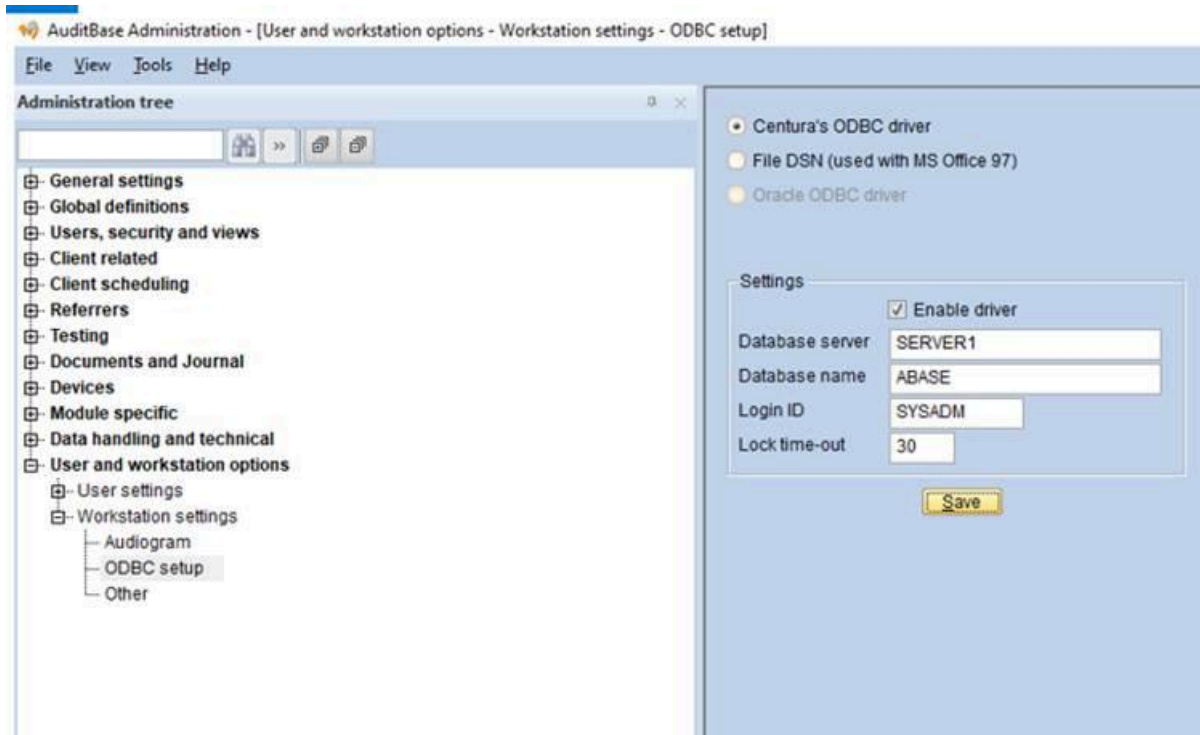 AuditBase Administration - [User and workstation options - Workstation settings - ODBC setup]
File View Tools Help
Administration tree
General settings
Global definitions
Users, security and views
Client related
Client scheduling
Referrers
Testing
Documents and Journal
Devices
Module specific
Data handling and technical
User and workstation options
User settings
Workstation settings
Audiogram
ODBC setup
Other
Centura's ODBC driver
File DSN (used with MS Office 97)
Oracle ODBC driver
Settings
Enable driver
Database server SERVER1
Database name ABASE
Login ID SYSADM
Lock time-out 30
Save